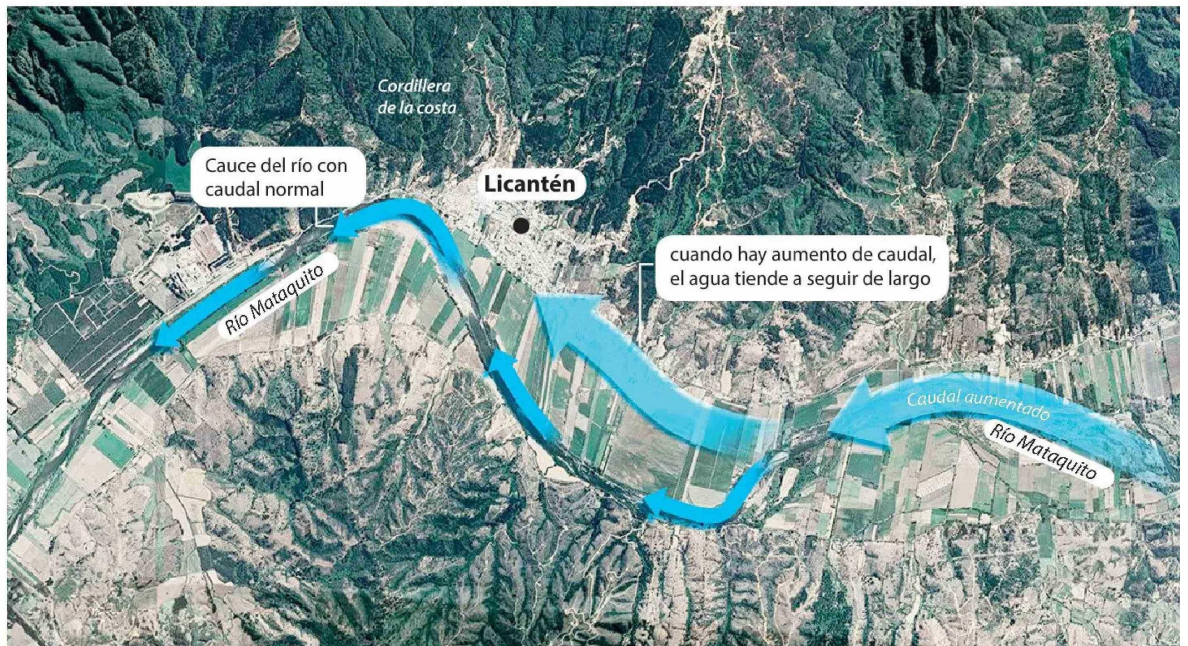 Cordillera
de la costa
Cauce del río con
caudal normal
Licantén
cuando hay aumento de caudal,
el agua tiende a seguir de largo
Río Mataquito
Caudal aumentado
Río Mataquito